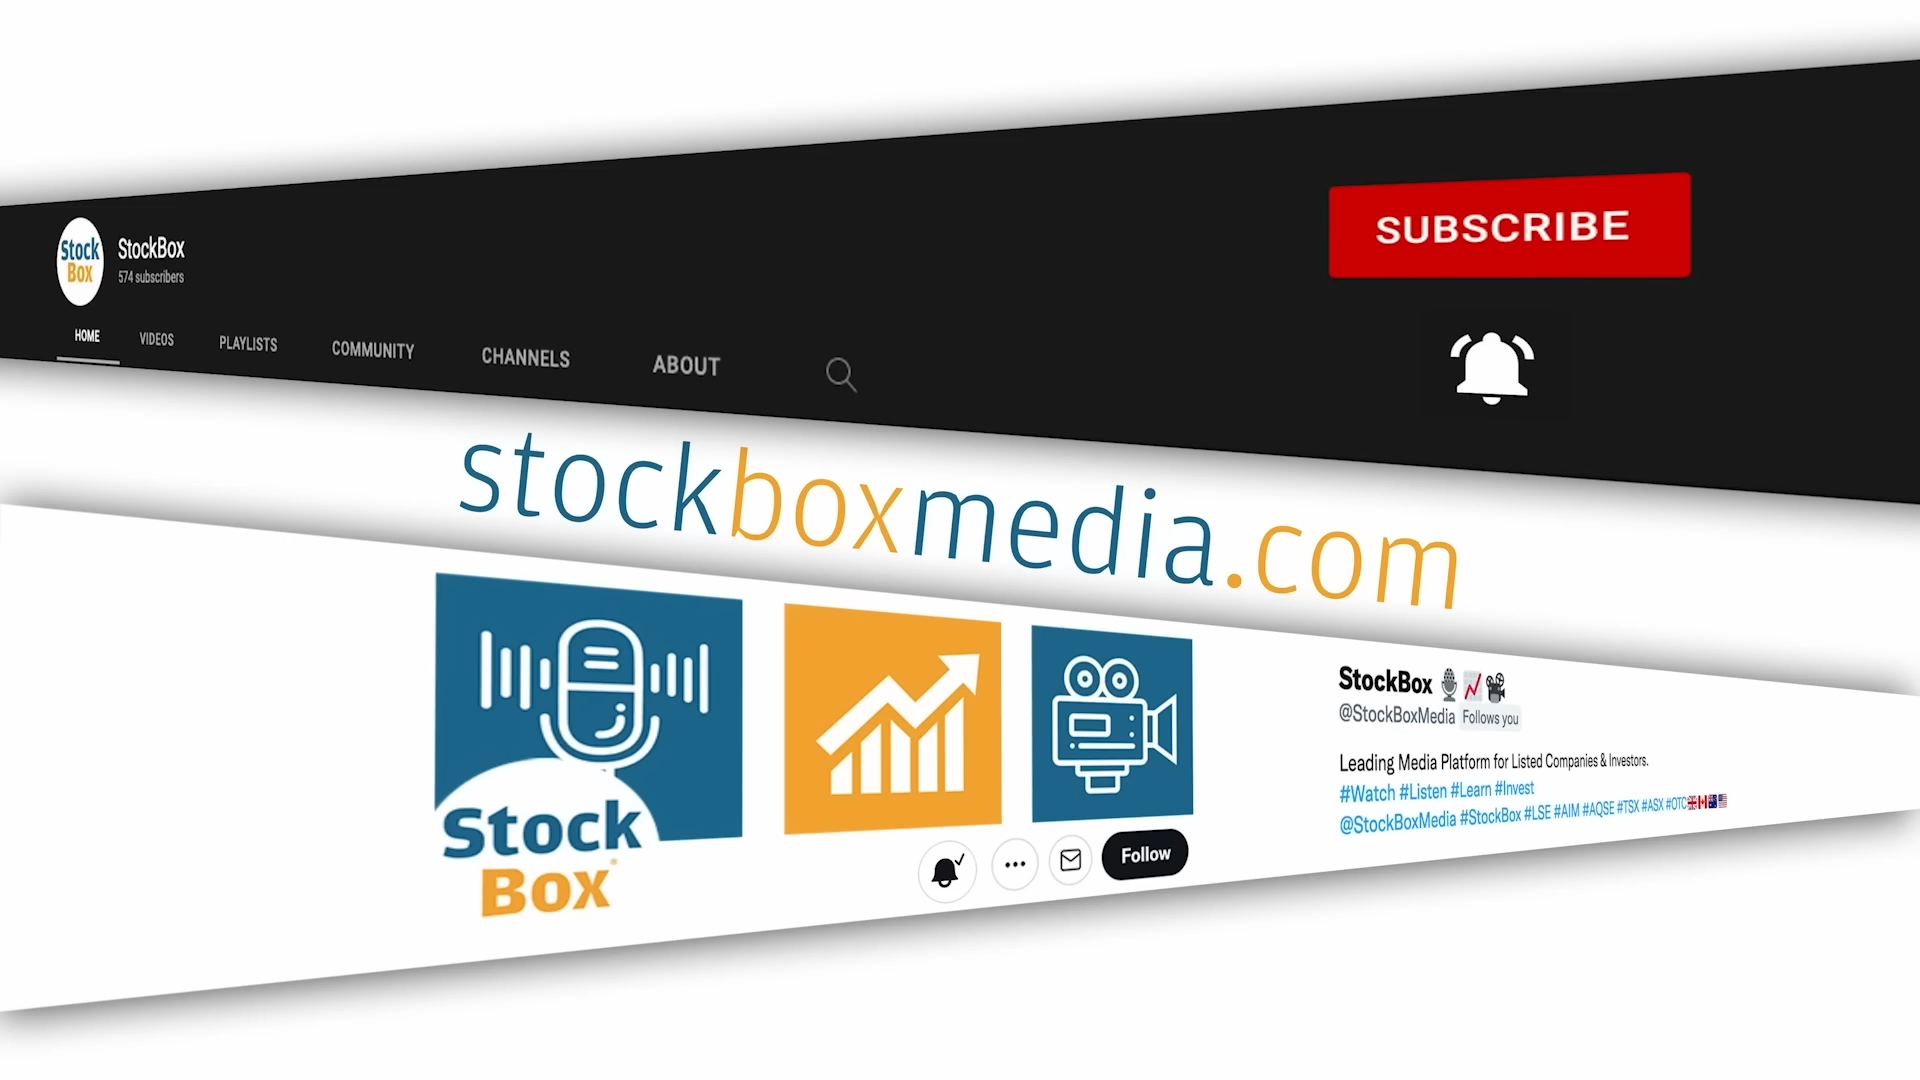 Stock
Box
StockBox
574 subscribers
SUBSCRIBE
HOME VIDEOS PLAYLISTS COMMUNITY CHANNELS ABOUT
stockboxmedia.com
Stock
Box
Follow
StockBox
@StockBoxMedia Follows you
Leading Media Platform for Listed Companies & Investors.
#Watch #Listen #Learn #Invest
@StockBoxMedia #StockBox #LSE #AIM #AQSE #TSX #ASX #OTC